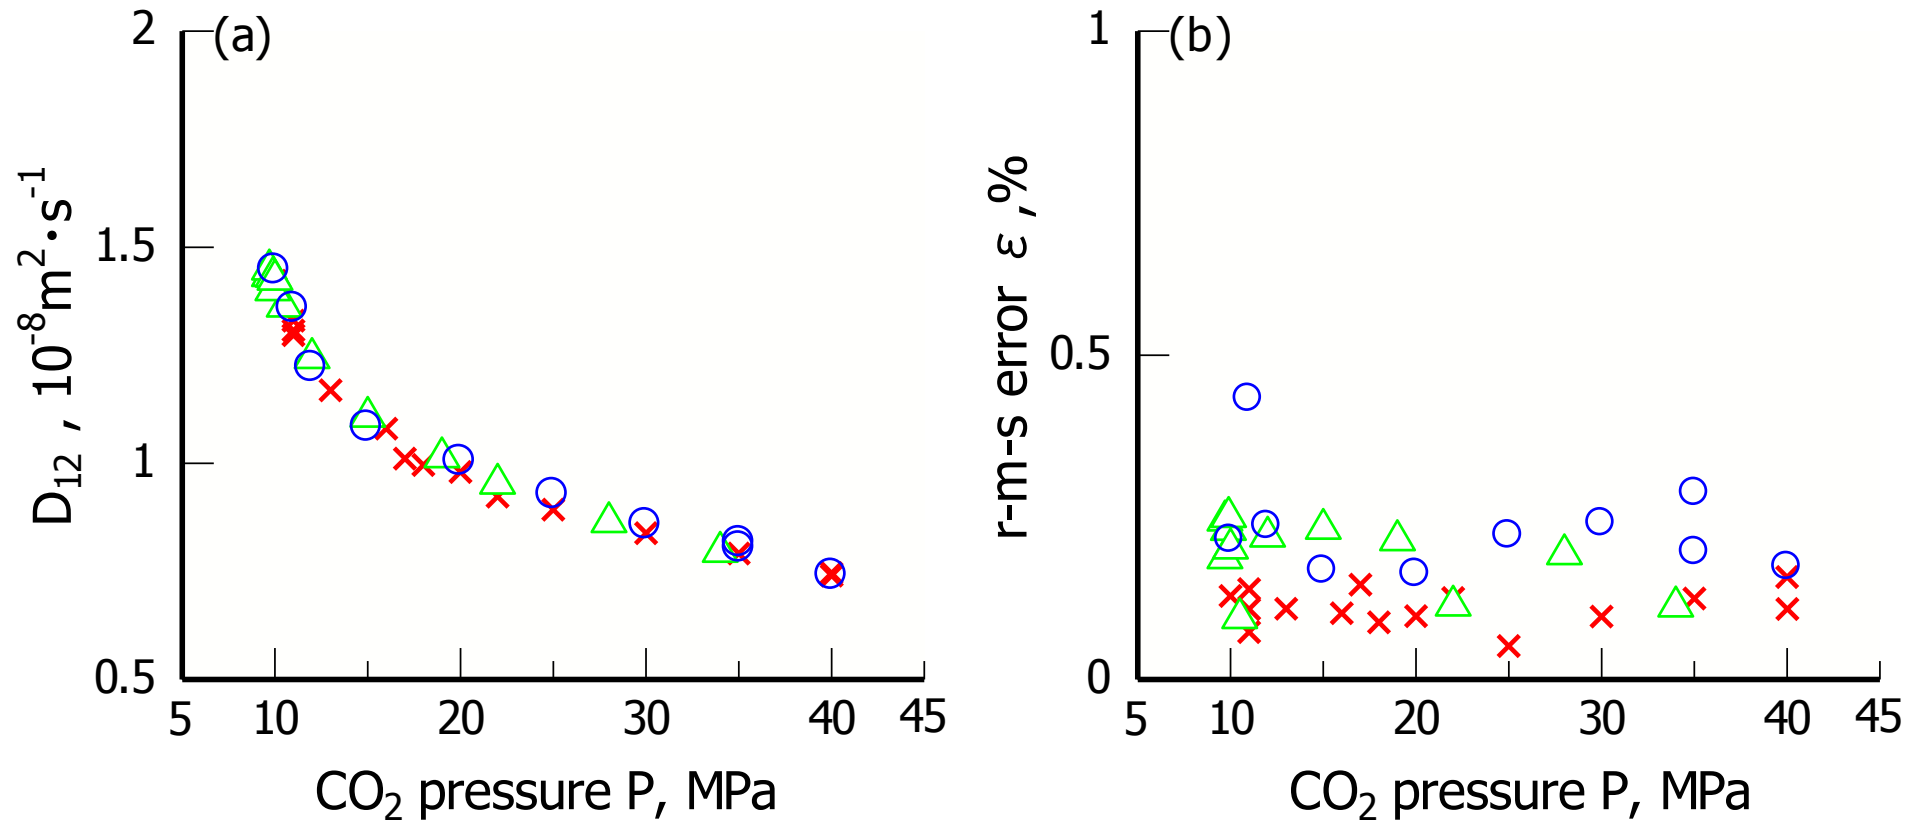 (a)
2
1.5
1
0.5
5 10 20 30 40 45
D₁₂ , 10⁻⁸m²·s⁻¹
CO₂ pressure P, MPa
(b)
1
0.5
0
5 10 20 30 40 45
r-m-s error ε ,%
CO₂ pressure P, MPa